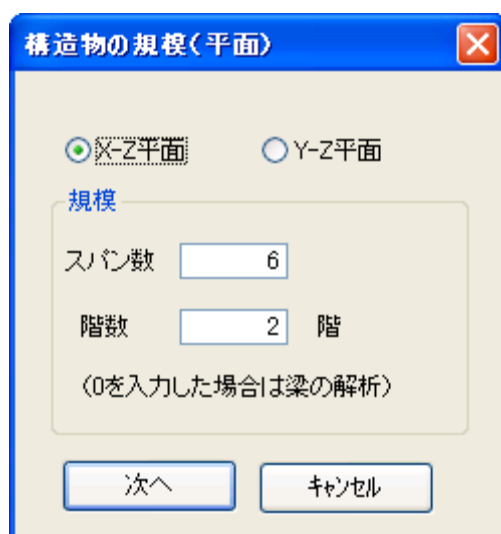 構造物の規模(平面)
X-Z平面 Y-Z平面
規模
スパン数 6
階数 2 階
(0を入力した場合は梁の解析)
次へ キャンセル